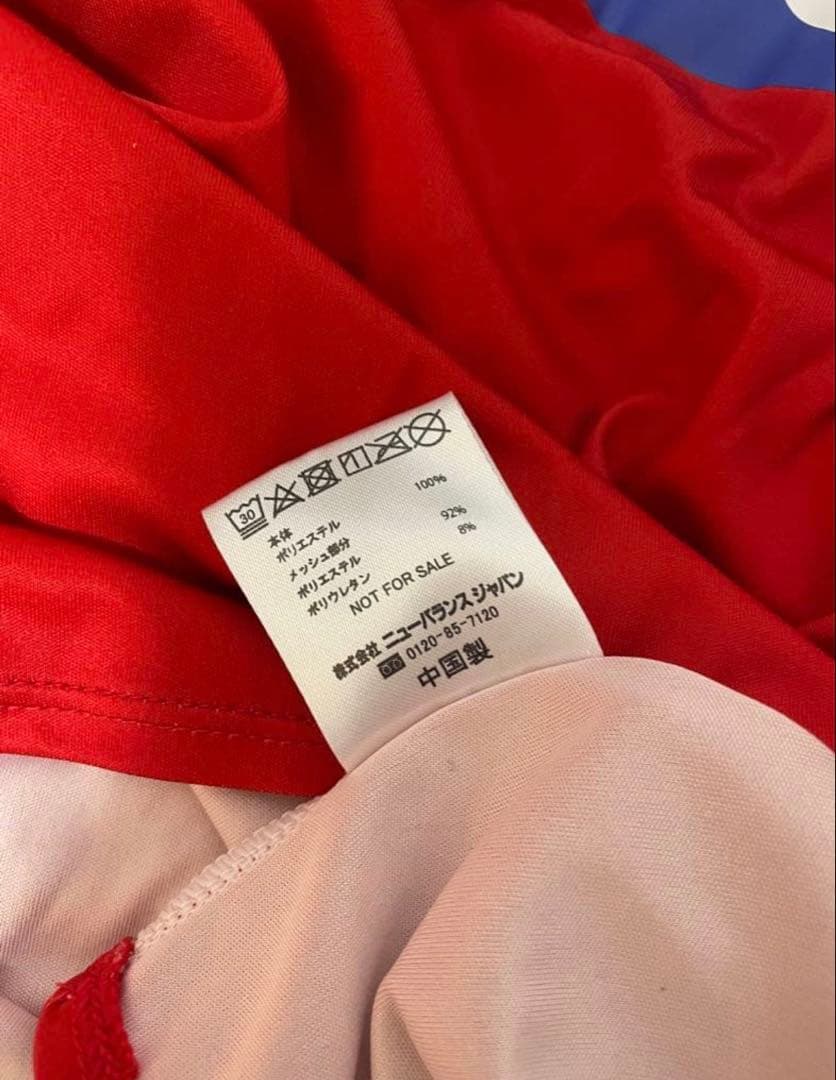 30
本体
ポリエステル 100%
メッシュ部分
ポリエステル 92%
ポリウレタン 8%
NOT FOR SALE
株式会社 ニューバランスジャパン
0120-85-7120
中国製